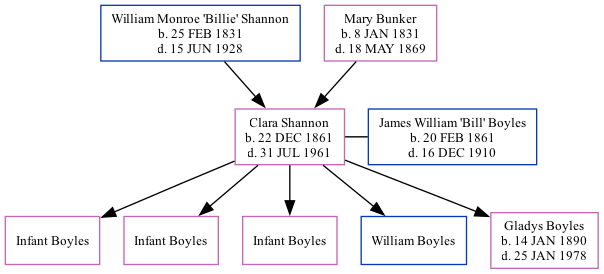 William Monroe 'Billie' Shannon
b. 25 FEB 1831
d. 15 JUN 1928
Mary Bunker
b. 8 JAN 1831
d. 18 MAY 1869
Clara Shannon
b. 22 DEC 1861
d. 31 JUL 1961
James William 'Bill' Boyles
b. 20 FEB 1861
d. 16 DEC 1910
Infant Boyles
Infant Boyles
Infant Boyles
William Boyles
Gladys Boyles
b. 14 JAN 1890
d. 25 JAN 1978